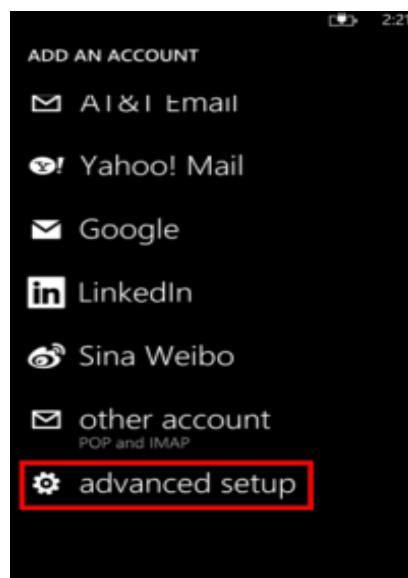 2:21
ADD AN ACCOUNT
AT&T Email
Yahoo! Mail
Google
in LinkedIn
Sina Weibo
other account
POP and IMAP
advanced setup